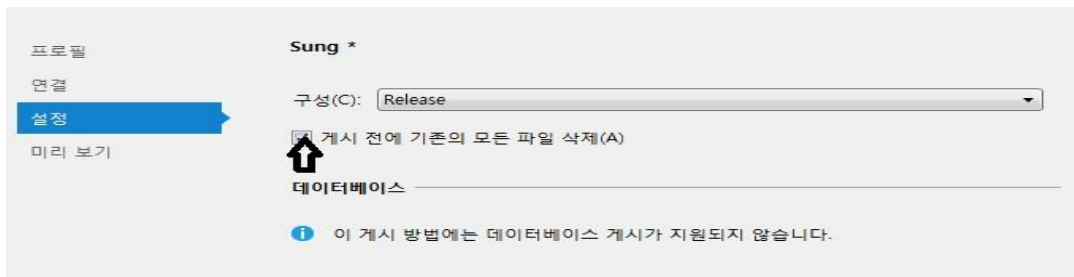 프로필
연결
설정
미리 보기
Sung *
구성(C): Release
게시 전에 기존의 모든 파일 삭제(A)
데이터베이스
이 게시 방법에는 데이터베이스 게시가 지원되지 않습니다.